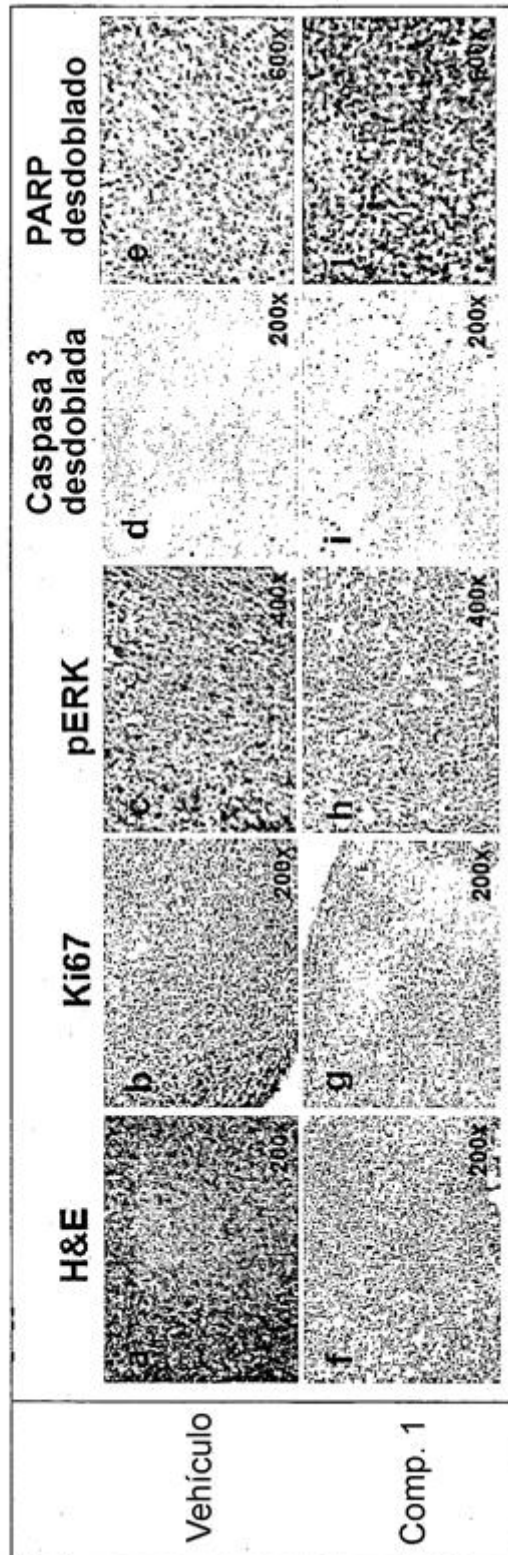 H&E Ki67 pERK Caspasa 3 desdoblada PARP desdoblado
Vehículo
a 200x b 200x c 400x d 200x e 600x
Comp. 1
f 200x g 200x h 400x i 200x j 600x